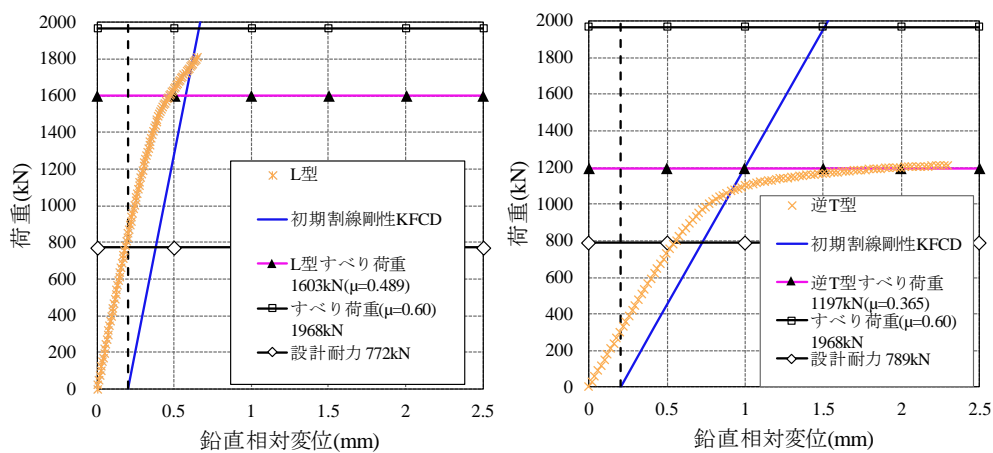 2000
1800
1600
1400
1200
1000
800
600
400
200
0
荷重(kN)
0
0.5
1
1.5
2
2.5
鉛直相対変位(mm)
L型
初期割線剛性KFCD
L型すべり荷重
1603kN(μ=0.489)
すべり荷重(μ=0.60)
1968kN
設計耐力 772kN
2000
1800
1600
1400
1200
1000
800
600
400
200
0
荷重(kN)
0
0.5
1
1.5
2
2.5
鉛直相対変位(mm)
逆T型
初期割線剛性KFCD
逆T型すべり荷重
1197kN(μ=0.365)
すべり荷重(μ=0.60)
1968kN
設計耐力 789kN